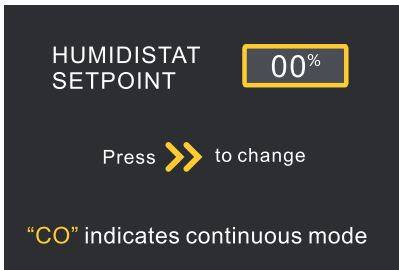 HUMIDISTAT
SETPOINT
00%
Press to change
“CO” indicates continuous mode